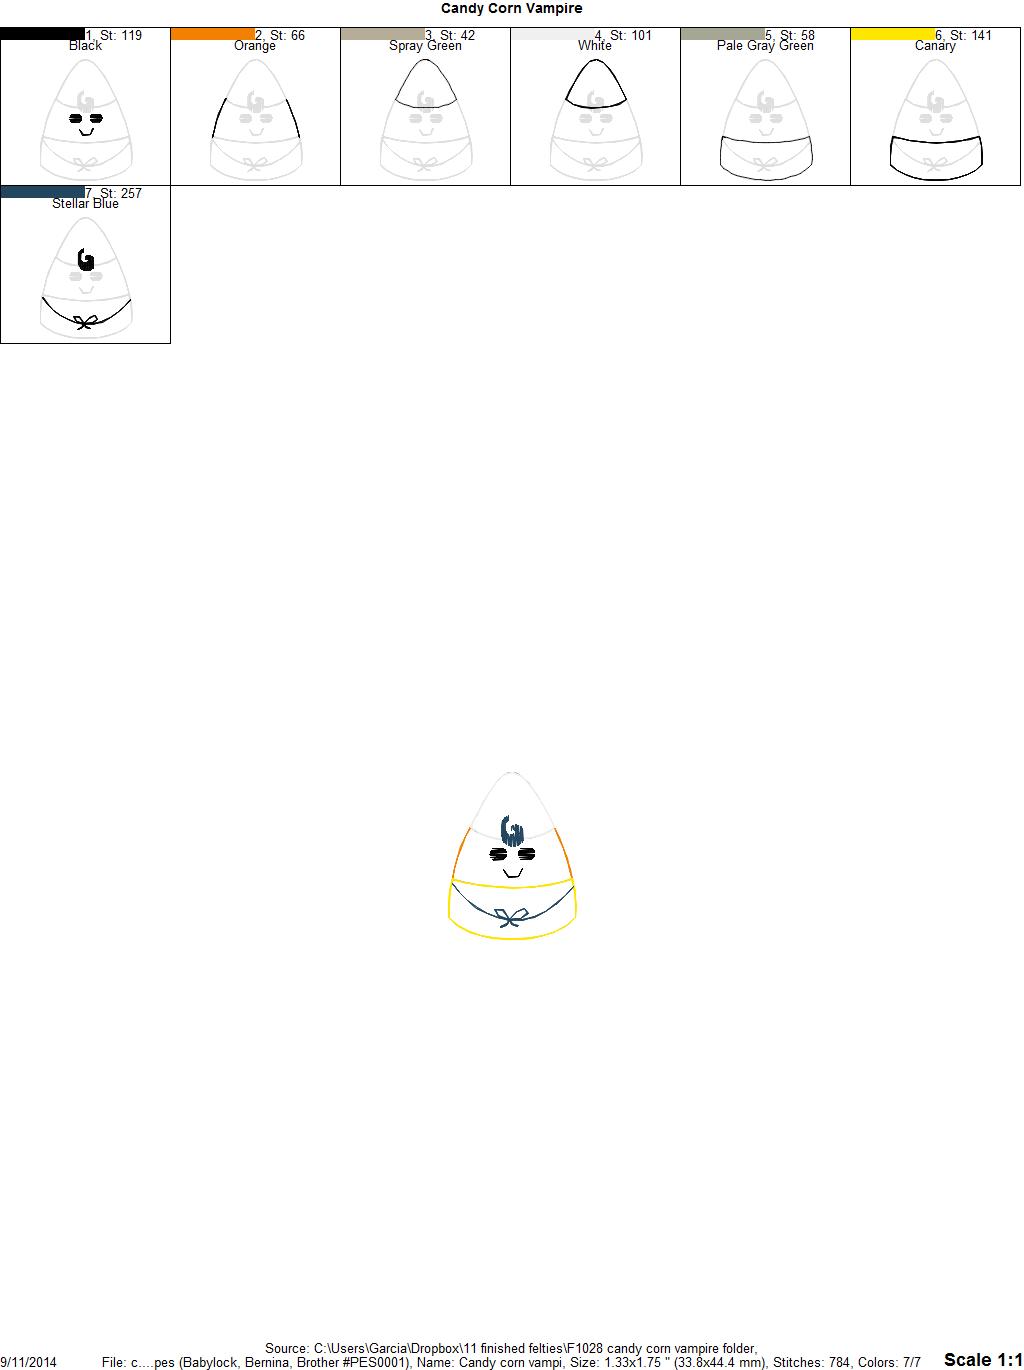 Candy Corn Vampire
1, St: 119
Black
2, St: 66
Orange
3, St: 42
Spray Green
4, St: 101
White
5, St: 58
Pale Gray Green
6, St: 141
Canary
7, St: 257
Stellar Blue
Source: C:\Users\Garcia\Dropbox\11 finished felties\F1028 candy corn vampire folder,
9/11/2014 File: c....pes (Babylock, Bernina, Brother #PES0001), Name: Candy corn vampi, Size: 1.33x1.75 " (33.8x44.4 mm), Stitches: 784, Colors: 7/7 Scale 1:1